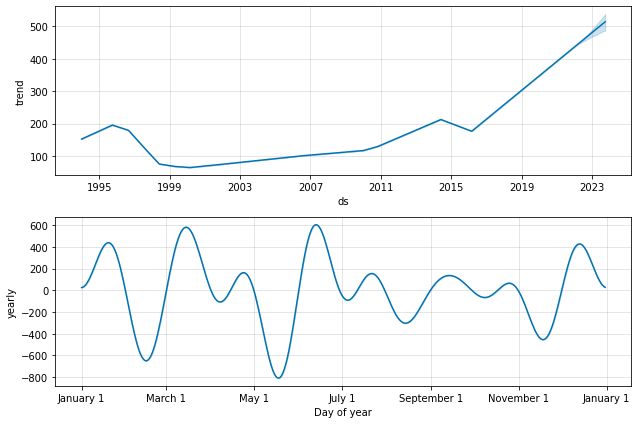 500
400
300
200
100
trend
1995 1999 2003 2007 2011 2015 2019 2023
ds
600
400
200
0
−200
−400
−600
−800
yearly
January 1 March 1 May 1 July 1 September 1 November 1 January 1
Day of year